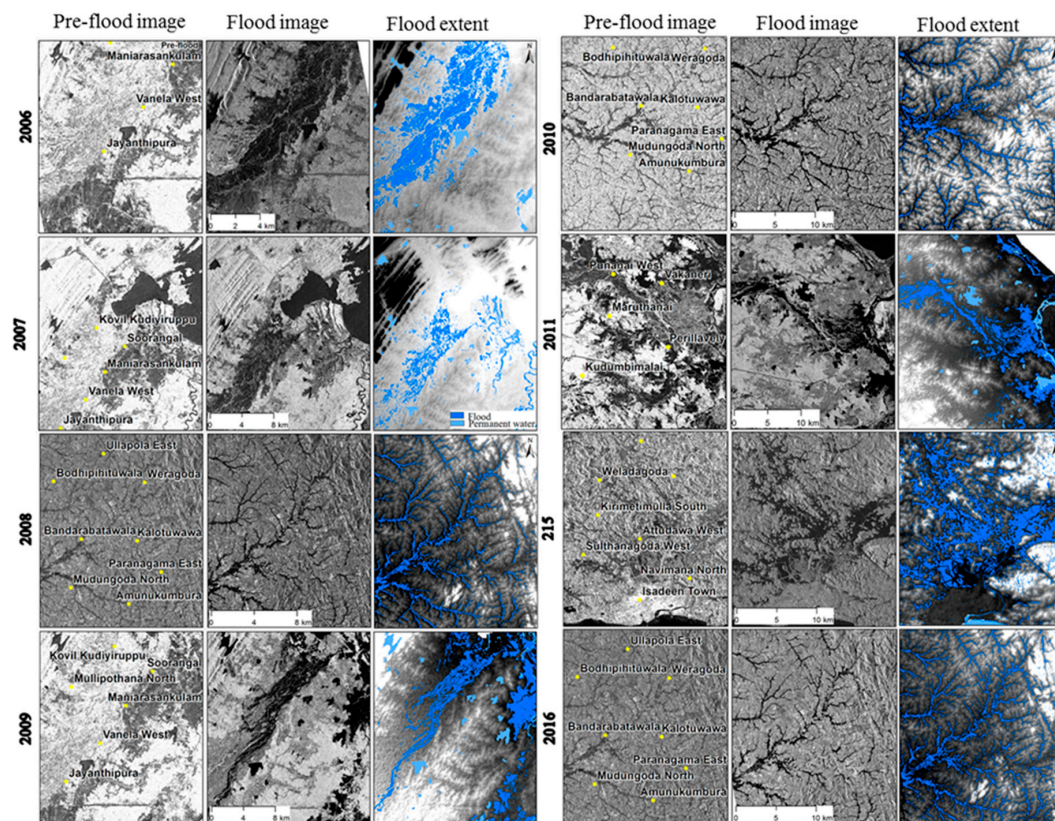 Pre-flood image Flood image Flood extent
Pre-flood image Flood image Flood extent
2006
Pre-flood
Maniarasankulam
Vanela West
Jayanthipura
0 2 4 km
N
2007
Kovil Kudiyiruppu
Soorangal
Maniarasankulam
Vanela West
Jayanthipura
0 4 8 km
Flood
Permanent water
2008
Ullapola East
Bodhipihituwala Weragoda
Bandarabatawala Kalotuwawa
Paranagama East
Mudungoda North
Amunukumbura
0 4 8 km
N
2009
Kovil Kudiyiruppu
Soorangal
Mullipothana North
Maniarasankulam
Vanela West
Jayanthipura
0 4 8 km
2010
Bodhipihituwala Weragoda
Bandarabatawala Kalotuwawa
Paranagama East
Mudungoda North
Amunukumbura
0 5 10 km
2011
Punanai West
Vakaneri
Maruthanai
Perillavely
Kudumbimalai
0 4 8 km
215
Weladagoda
Kirimetimulla South
Attudawa West
Sulthanagoda West
Navimana North
Isadeen Town
0 5 10 km
2016
Ullapola East
Bodhipihituwala Weragoda
Bandarabatawala Kalotuwawa
Paranagama East
Mudungoda North
Amunukumbura
0 5 10 km